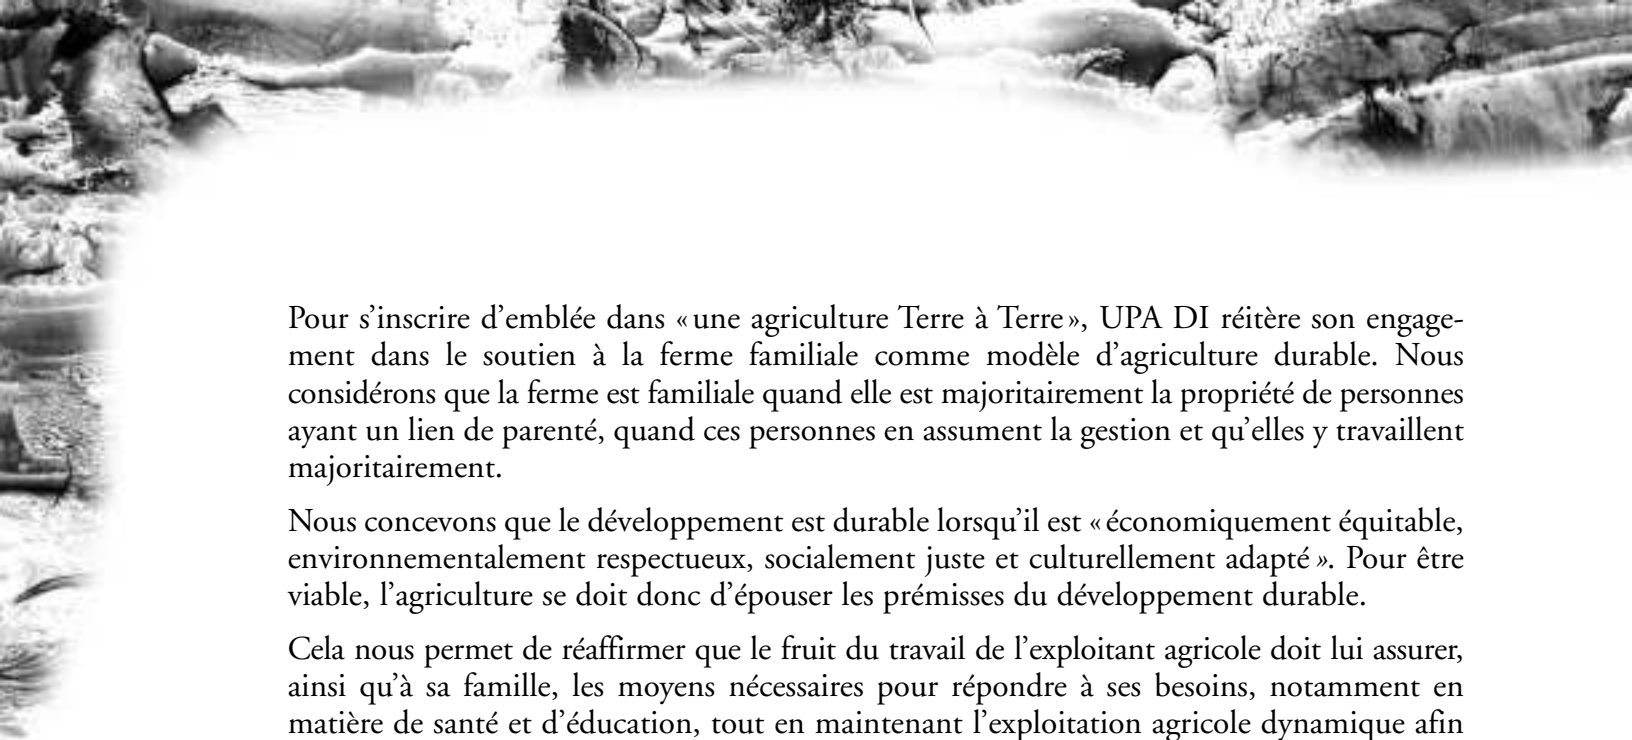 Pour s’inscrire d’emblée dans « une agriculture Terre à Terre », UPA DI réitère son engage-
ment dans le soutien à la ferme familiale comme modèle d’agriculture durable. Nous
considérons que la ferme est familiale quand elle est majoritairement la propriété de personnes
ayant un lien de parenté, quand ces personnes en assument la gestion et qu’elles y travaillent
majoritairement.
Nous concevons que le développement est durable lorsqu’il est « économiquement équitable,
environnementalement respectueux, socialement juste et culturellement adapté ». Pour être
viable, l’agriculture se doit donc d’épouser les prémisses du développement durable.
Cela nous permet de réaffirmer que le fruit du travail de l’exploitant agricole doit lui assurer,
ainsi qu’à sa famille, les moyens nécessaires pour répondre à ses besoins, notamment en
matière de santé et d’éducation, tout en maintenant l’exploitation agricole dynamique afin